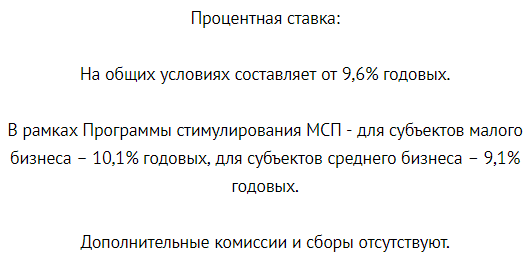 Процентная ставка:
На общих условиях составляет от 9,6% годовых.
В рамках Программы стимулирования МСП - для субъектов малого
бизнеса – 10,1% годовых, для субъектов среднего бизнеса – 9,1%
годовых.
Дополнительные комиссии и сборы отсутствуют.